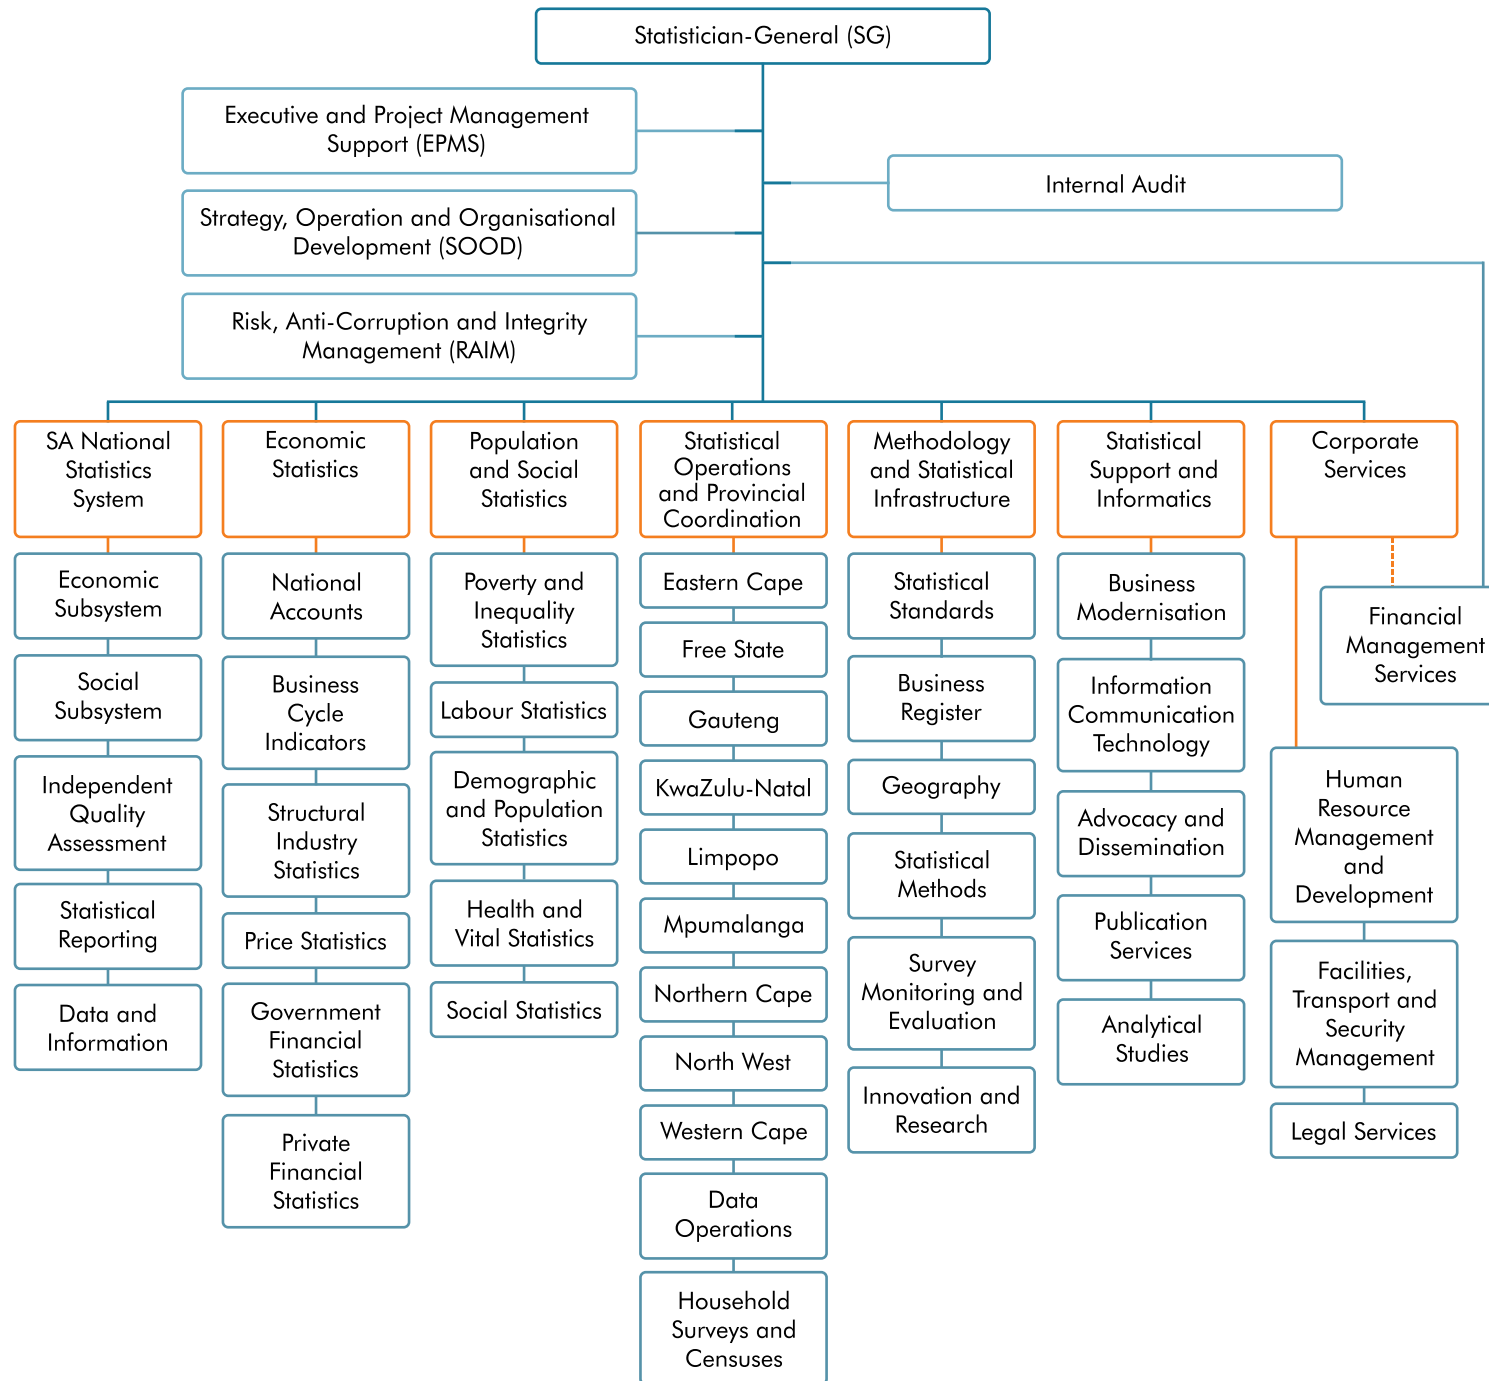 Statistician-General (SG)
Executive and Project Management
Support (EPMS)
Internal Audit
Strategy, Operation and Organisational
Development (SOOD)
Risk, Anti-Corruption and Integrity
Management (RAIM)
SA National
Statistics
System
Economic
Subsystem
Social
Subsystem
Independent
Quality
Assessment
Statistical
Reporting
Data and
Information
Economic
Statistics
National
Accounts
Business
Cycle
Indicators
Structural
Industry
Statistics
Price Statistics
Government
Financial
Statistics
Private
Financial
Statistics
Population
and Social
Statistics
Poverty and
Inequality
Statistics
Labour Statistics
Demographic
and Population
Statistics
Health and
Vital Statistics
Social Statistics
Statistical
Operations
and Provincial
Coordination
Eastern Cape
Free State
Gauteng
KwaZulu-Natal
Limpopo
Mpumalanga
Northern Cape
North West
Western Cape
Data
Operations
Household
Surveys and
Censuses
Methodology
and Statistical
Infrastructure
Statistical
Standards
Business
Register
Geography
Statistical
Methods
Survey
Monitoring and
Evaluation
Innovation and
Research
Statistical
Support and
Informatics
Business
Modernisation
Information
Communication
Technology
Advocacy and
Dissemination
Publication
Services
Analytical
Studies
Corporate
Services
Financial
Management
Services
Human
Resource
Management
and
Development
Facilities,
Transport and
Security
Management
Legal Services